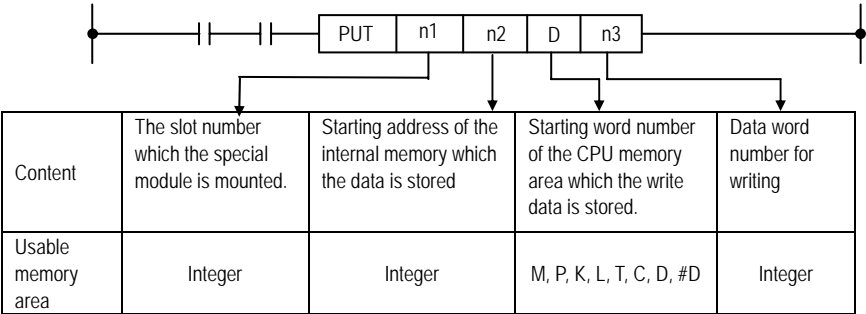 PUT n1 n2 D n3
Content
The slot number
which the special
module is mounted.
Starting address of the
internal memory which
the data is stored
Starting word number
of the CPU memory
area which the write
data is stored.
Data word
number for
writing
Usable
memory
area
Integer
Integer
M, P, K, L, T, C, D, #D
Integer